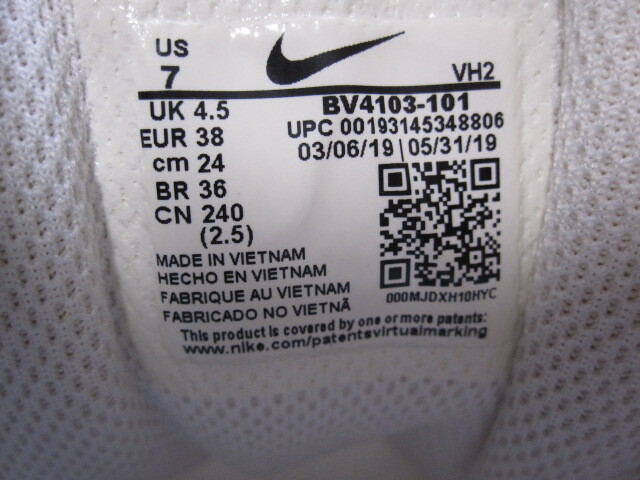 US
7
VH2
UK 4.5
BV4103-101
EUR 38
UPC 00193145348806
cm 24
03/06/19 | 05/31/19
BR 36
CN 240
(2.5)
MADE IN VIETNAM
HECHO EN VIETNAM
FABRIQUE AU VIETNAM
FABRICADO NO VIETNÃ
000MJDXH10HYC
This product is covered by one or more patents:
www.nike.com/patentsvirtualmarking